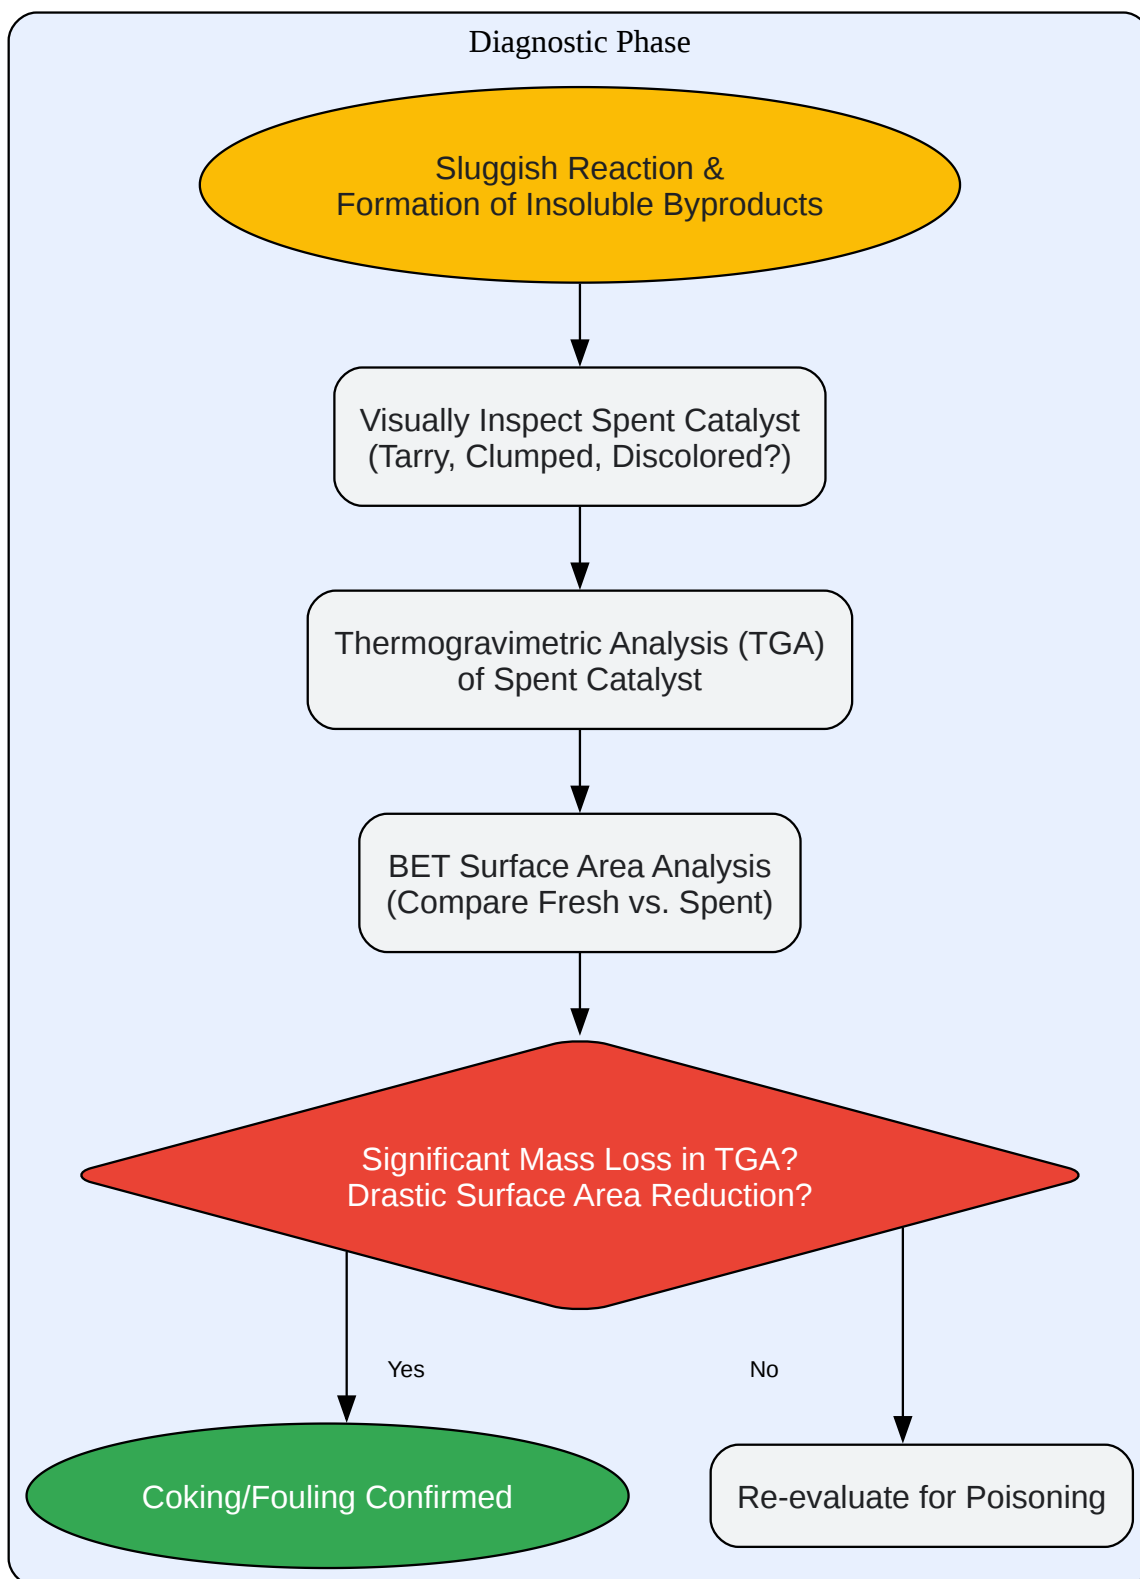 Diagnostic Phase
Sluggish Reaction &
Formation of Insoluble Byproducts
Visually Inspect Spent Catalyst
(Tarry, Clumped, Discolored?)
Thermogravimetric Analysis (TGA)
of Spent Catalyst
BET Surface Area Analysis
(Compare Fresh vs. Spent)
Significant Mass Loss in TGA?
Drastic Surface Area Reduction?
Yes
No
Coking/Fouling Confirmed
Re-evaluate for Poisoning